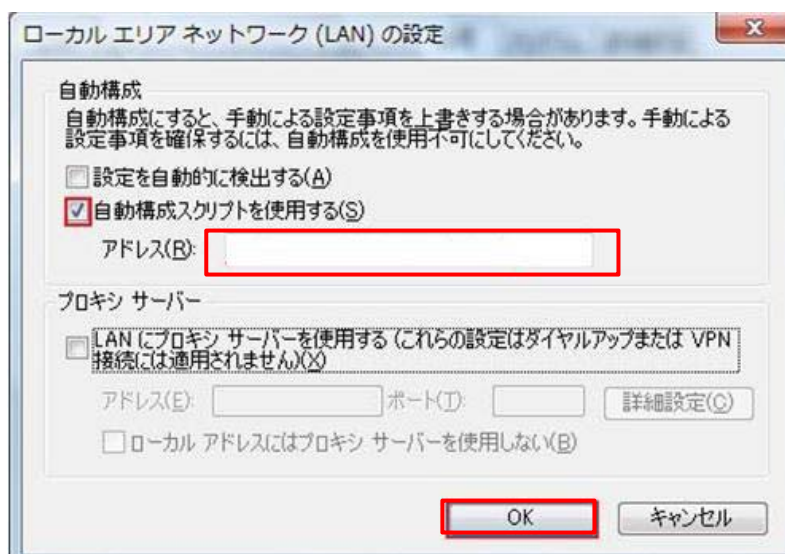 ローカル エリア ネットワーク (LAN) の設定
自動構成
自動構成にすると、手動による設定事項を上書きする場合があります。手動による
設定事項を確保するには、自動構成を使用不可にしてください。
設定を自動的に検出する(A)
自動構成スクリプトを使用する(S)
アドレス(R):
プロキシ サーバー
LAN にプロキシ サーバーを使用する (これらの設定はダイヤルアップまたは VPN
接続には適用されません)(X)
アドレス(E): ポート(T): 詳細設定(C)
ローカル アドレスにはプロキシ サーバーを使用しない(B)
OK キャンセル